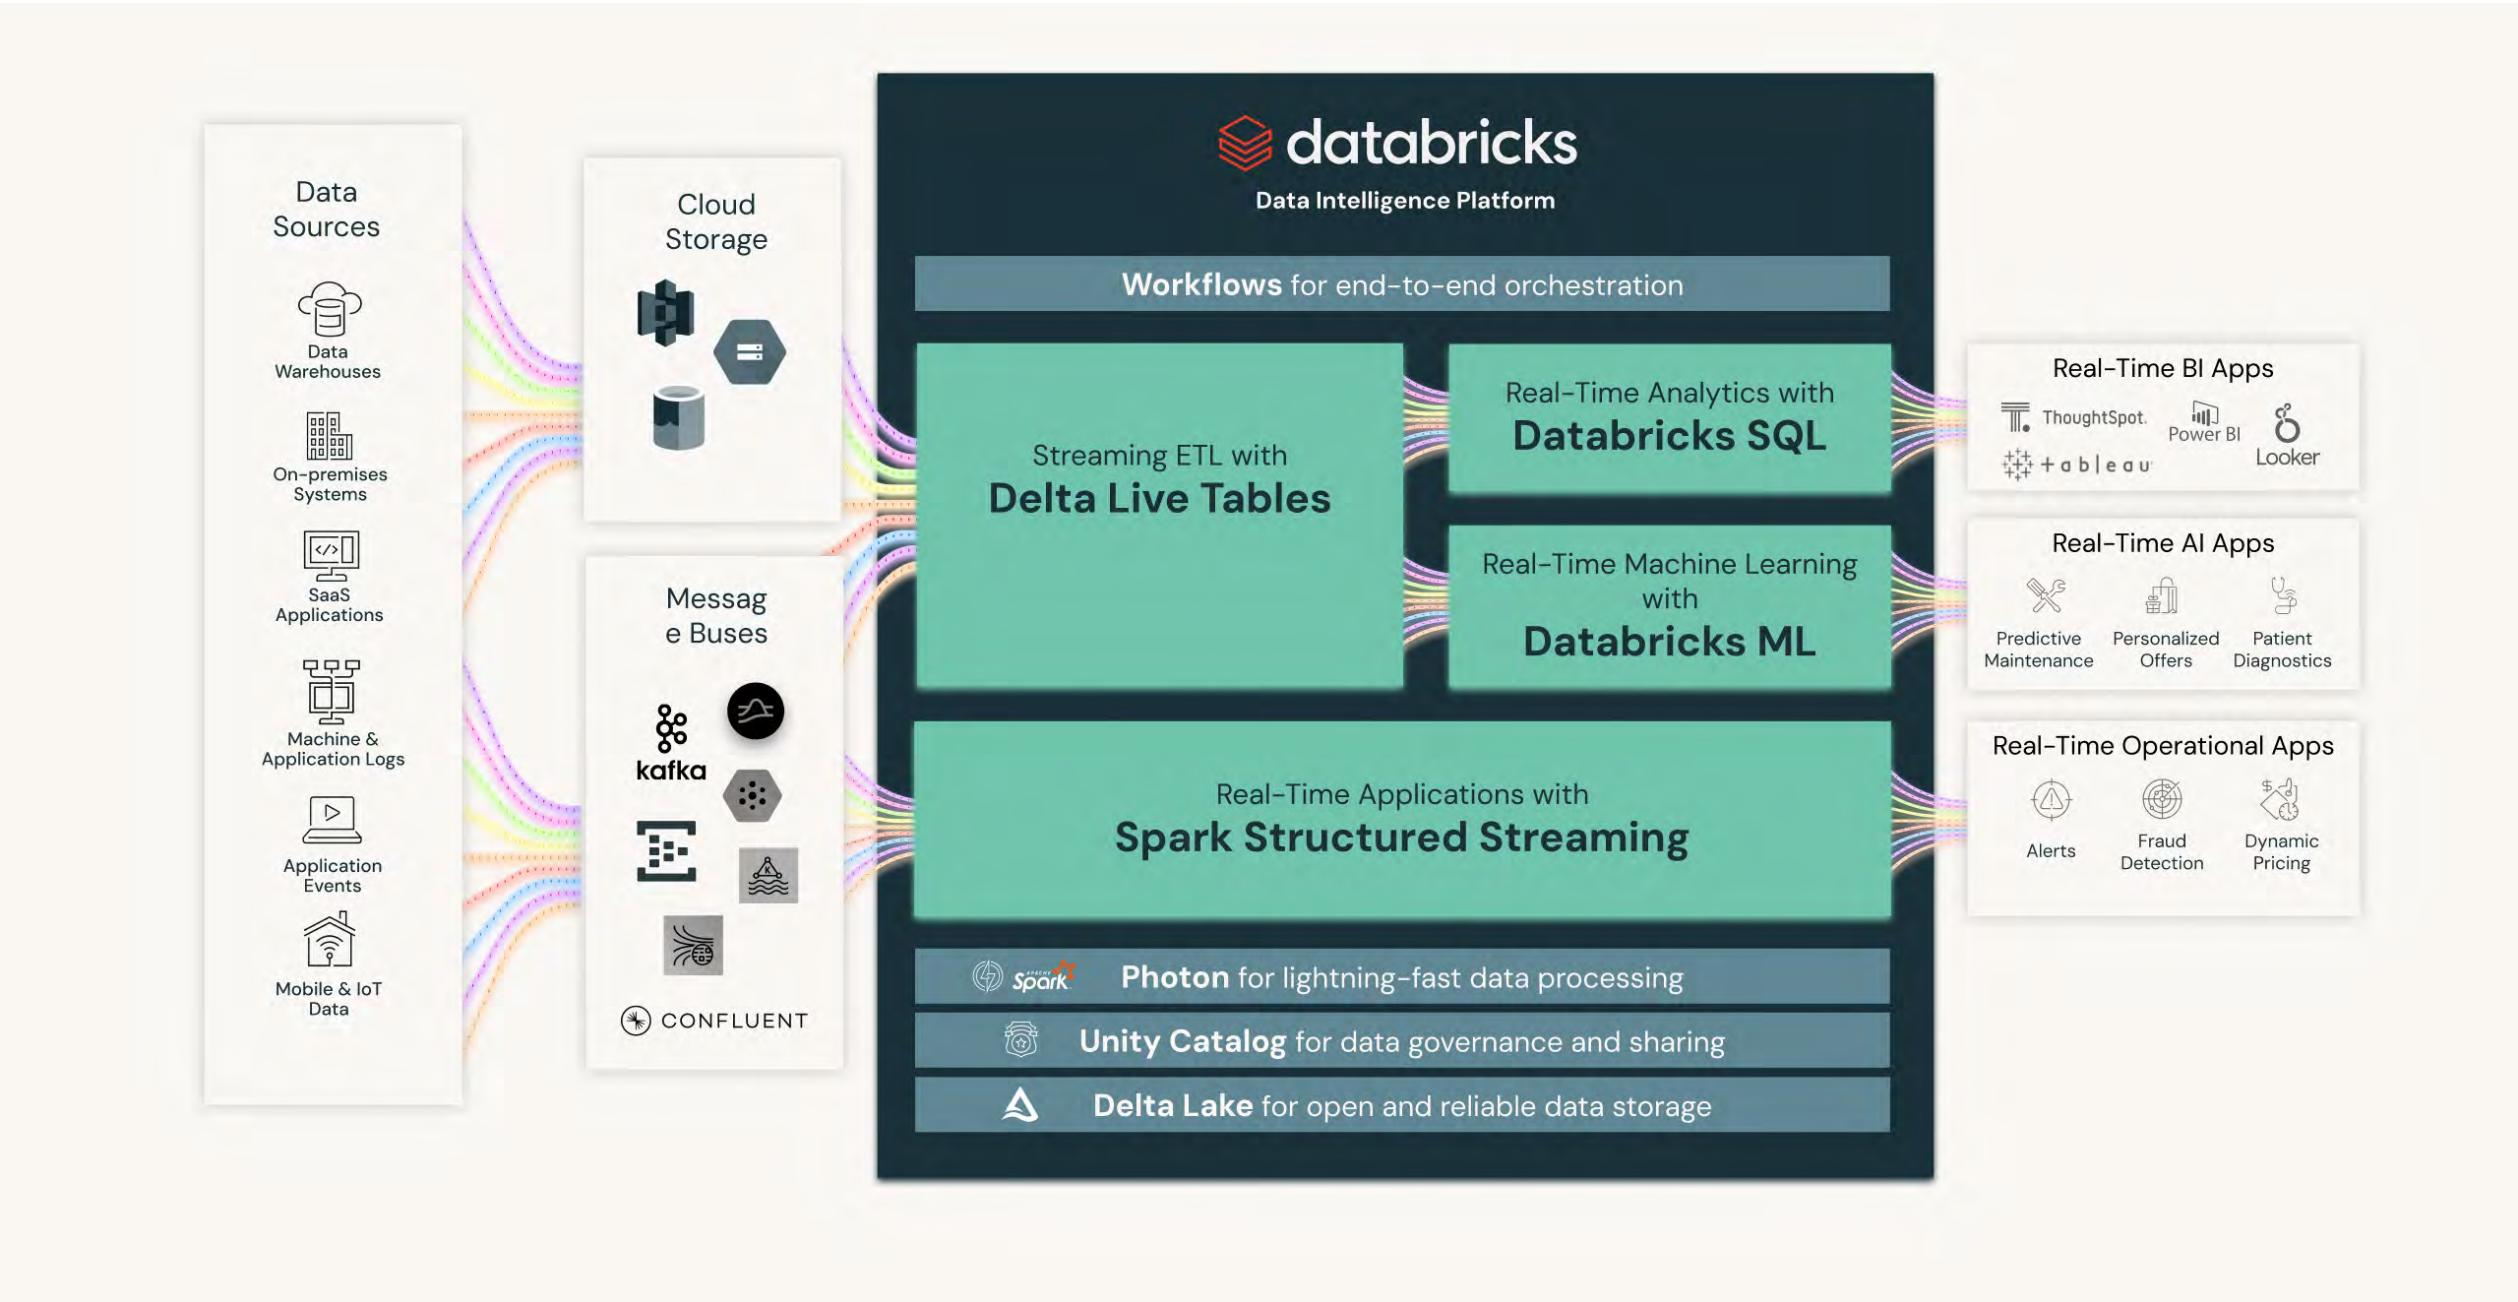 Data
Sources
Data
Warehouses
On-premises
Systems
</>
SaaS
Applications
Machine &
Application Logs
Application
Events
Mobile & IoT
Data
Cloud
Storage
Messag
e Buses
kafka
K
CONFLUENT
databricks
Data Intelligence Platform
Workflows for end-to-end orchestration
Streaming ETL with
Delta Live Tables
Real-Time Analytics with
Databricks SQL
Real-Time Machine Learning
with
Databricks ML
Real-Time Applications with
Spark Structured Streaming
APACHE
Spark
Photon for lightning-fast data processing
Unity Catalog for data governance and sharing
Delta Lake for open and reliable data storage
Real-Time BI Apps
ThoughtSpot.
Power BI
Looker
+ableau
Real-Time AI Apps
Predictive
Maintenance
Personalized
Offers
Patient
Diagnostics
Real-Time Operational Apps
$
Alerts
Fraud
Detection
Dynamic
Pricing